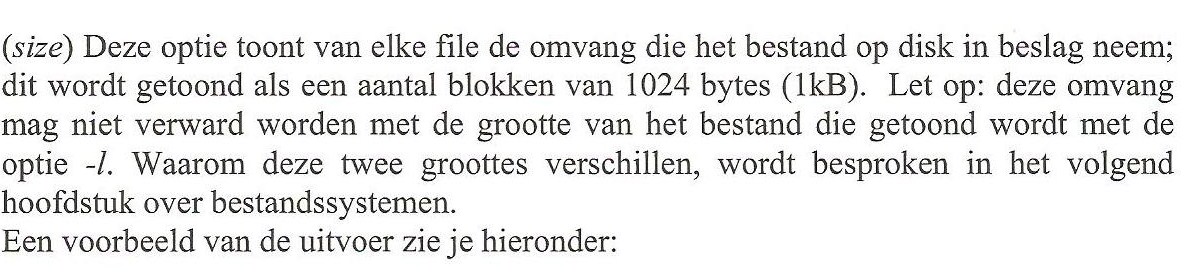 (size) Deze optie toont van elke file de omvang die het bestand op disk in beslag neem;
dit wordt getoond als een aantal blokken van 1024 bytes (1kB). Let op: deze omvang
mag niet verward worden met de grootte van het bestand die getoond wordt met de
optie -l. Waarom deze twee groottes verschillen, wordt besproken in het volgend
hoofdstuk over bestandssystemen.
Een voorbeeld van de uitvoer zie je hieronder: